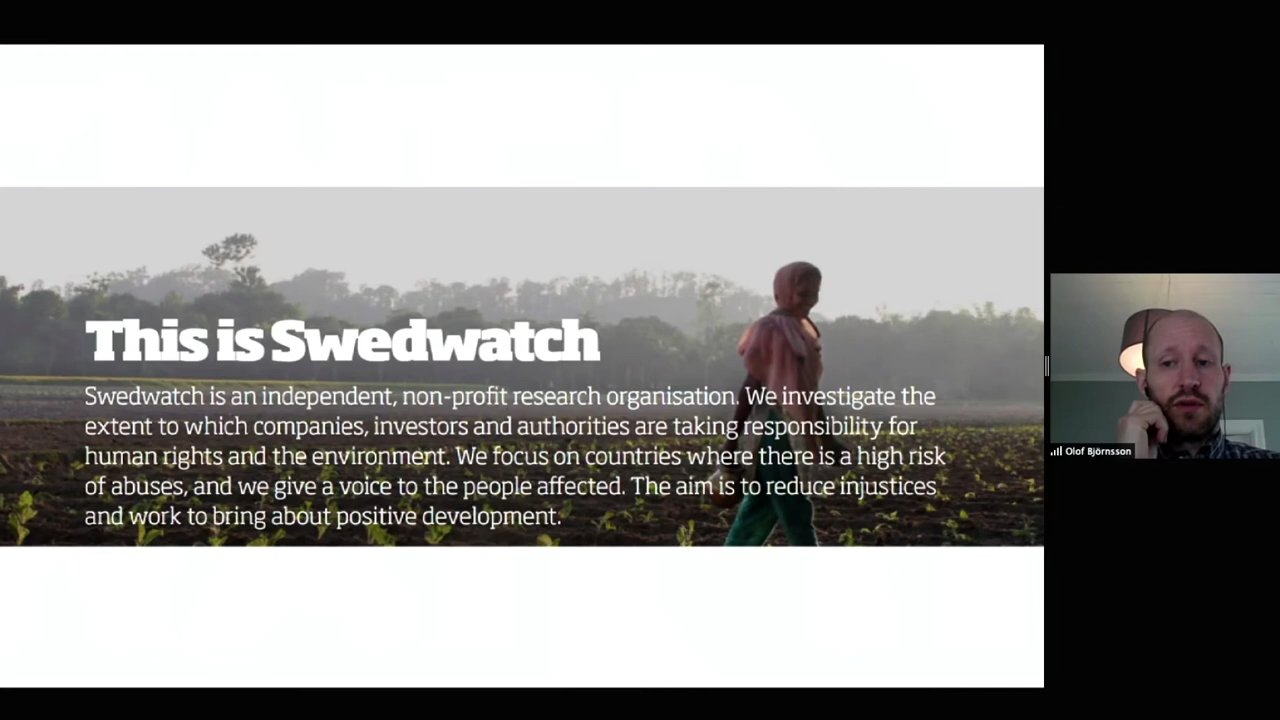 This is Swedwatch
Swedwatch is an independent, non-profit research organisation. We investigate the
extent to which companies, investors and authorities are taking responsibility for
human rights and the environment. We focus on countries where there is a high risk
of abuses, and we give a voice to the people affected. The aim is to reduce injustices
and work to bring about positive development.
Olof Björnsson